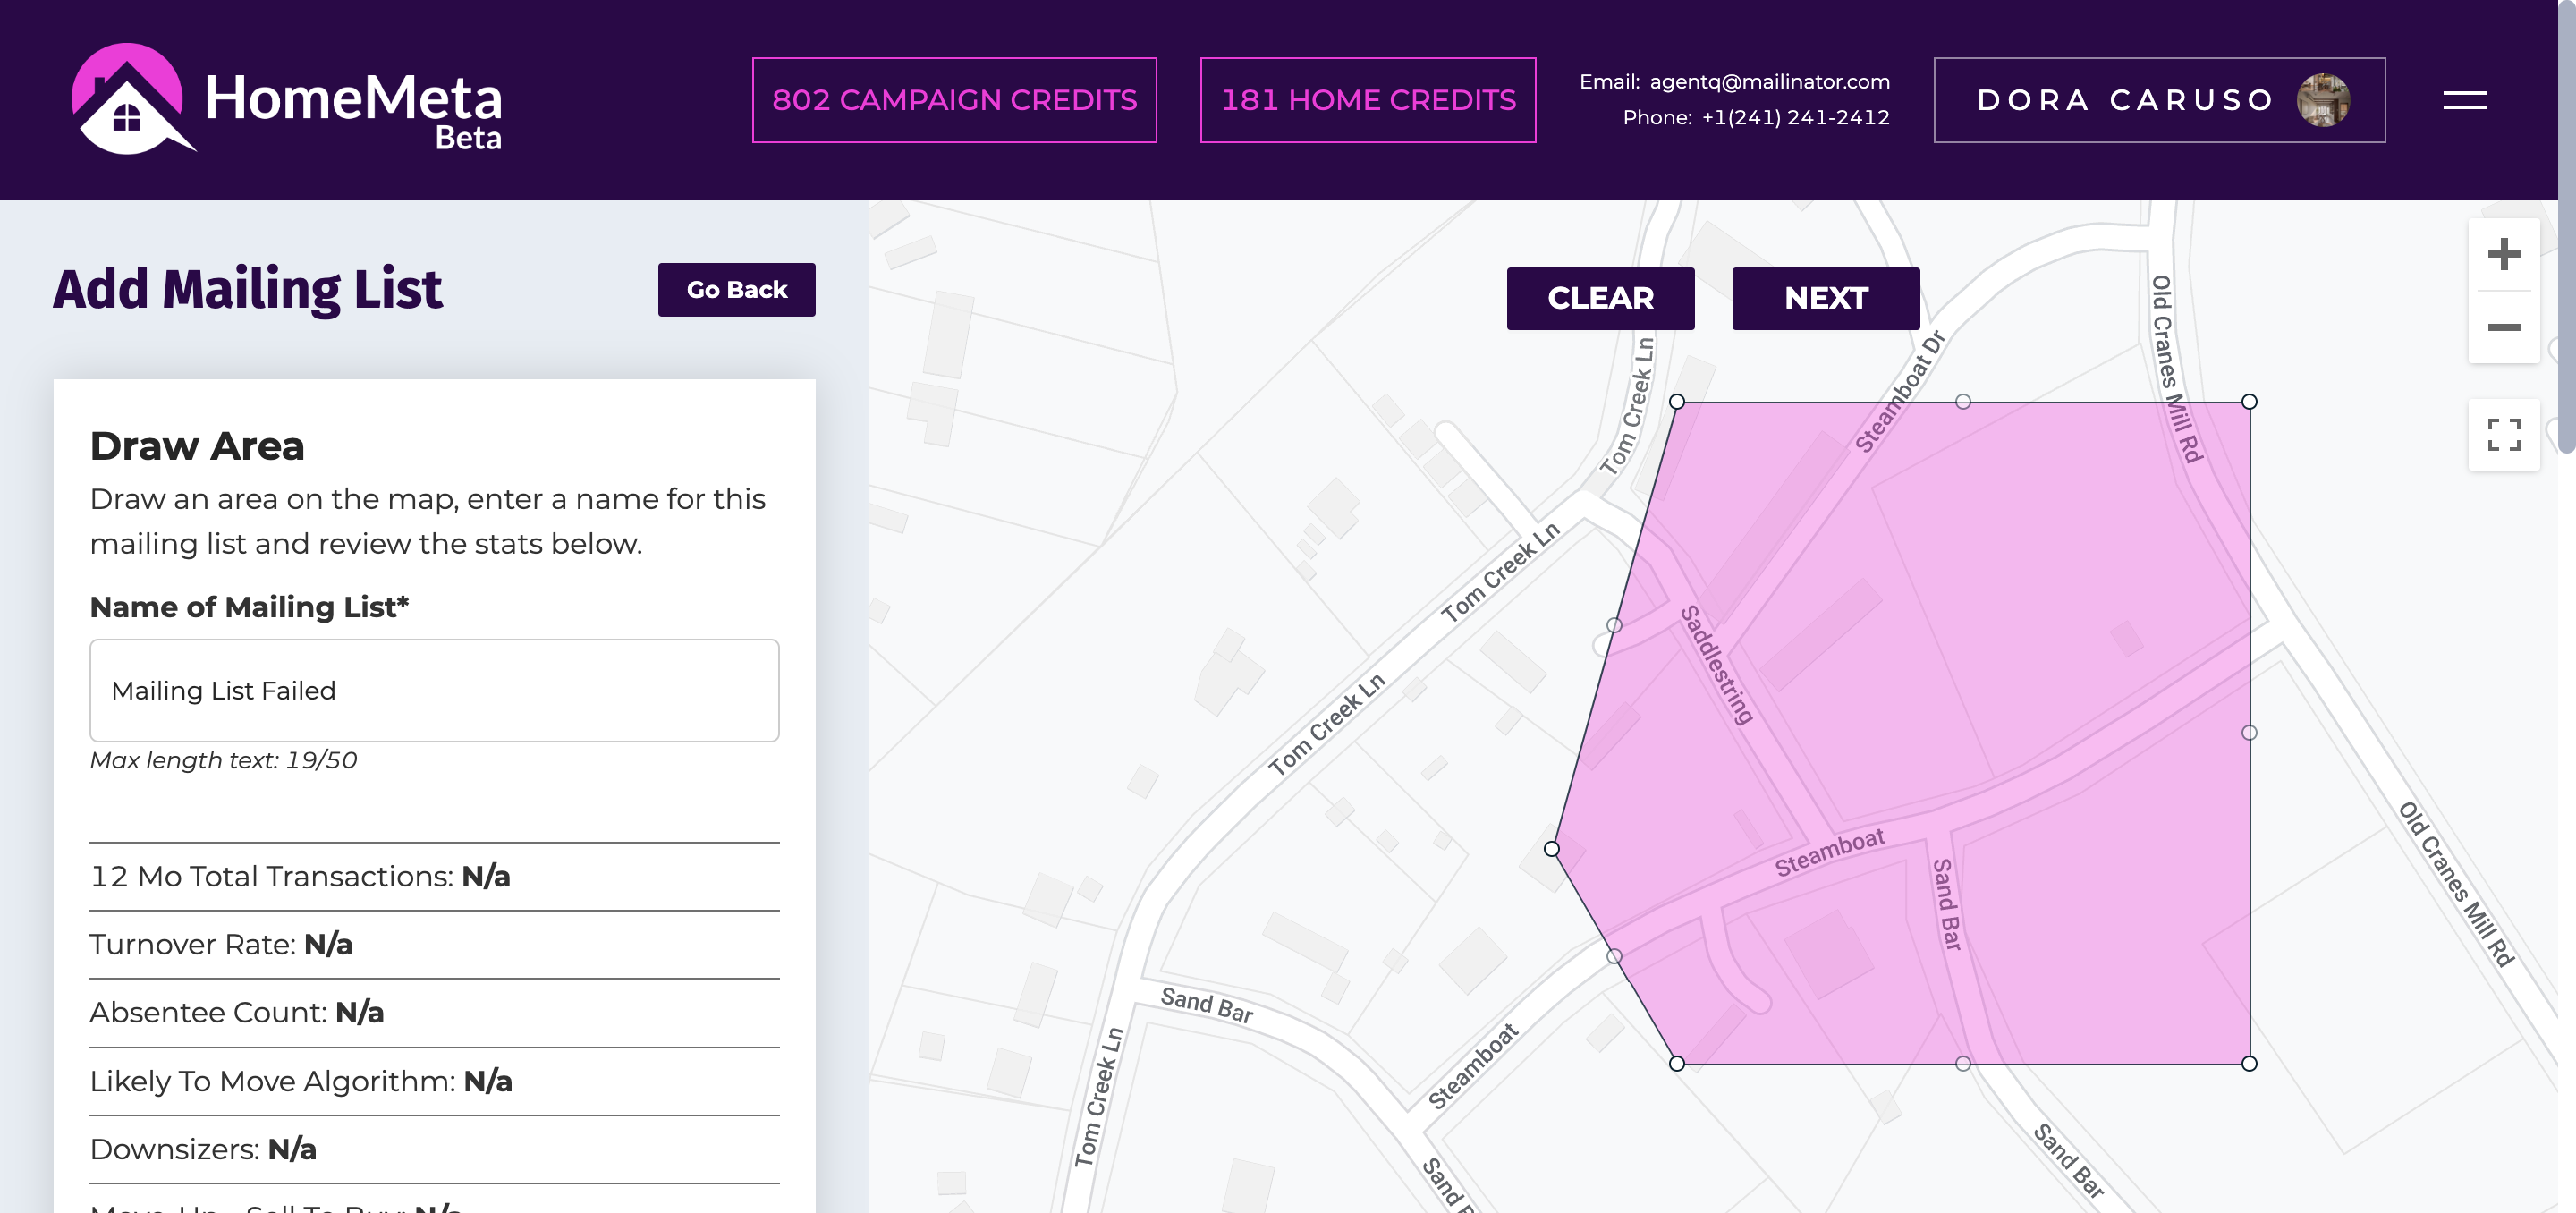 HomeMeta
Beta
802 CAMPAIGN CREDITS
181 HOME CREDITS
Email: agentq@mailinator.com
Phone: +1(241) 241-2412
DORA CARUSO
Add Mailing List
Go Back
Draw Area
Draw an area on the map, enter a name for this
mailing list and review the stats below.
Name of Mailing List*
Mailing List Failed
Max length text: 19/50
12 Mo Total Transactions: N/a
Turnover Rate: N/a
Absentee Count: N/a
Likely To Move Algorithm: N/a
Downsizers: N/a
CLEAR
NEXT
Old Cranes Mill Rd
Tom Creek Ln
Steamboat Dr
Tom Creek Ln
Saddlestring
Tom Creek Ln
Steamboat
Sand Bar
Old Cranes Mill Rd
Sand Bar
Steamboat
Tom Creek Ln
Sand Bar
Sand